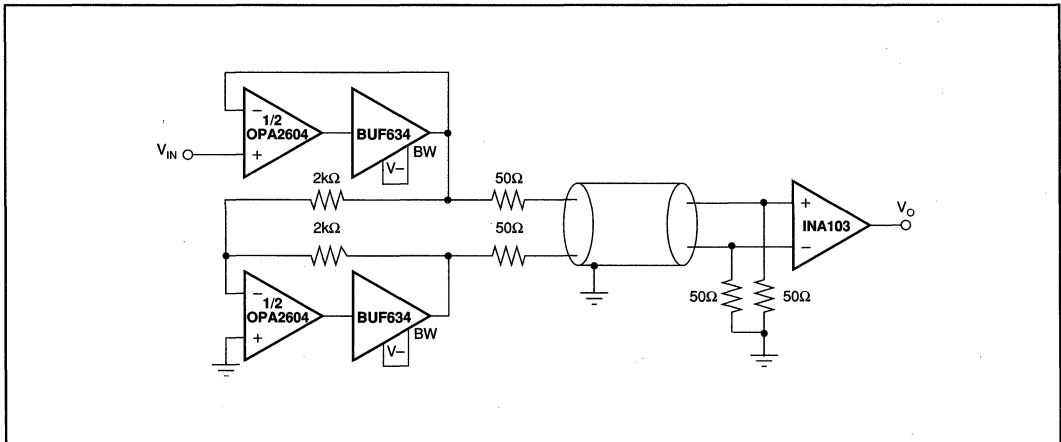 1/2
OPA2604
BUF634
V–
BW
V_IN
–
+
2kΩ
50Ω
2kΩ
50Ω
+
–
INA103
V_O
50Ω
50Ω
–
+
1/2
OPA2604
BUF634
V–
BW